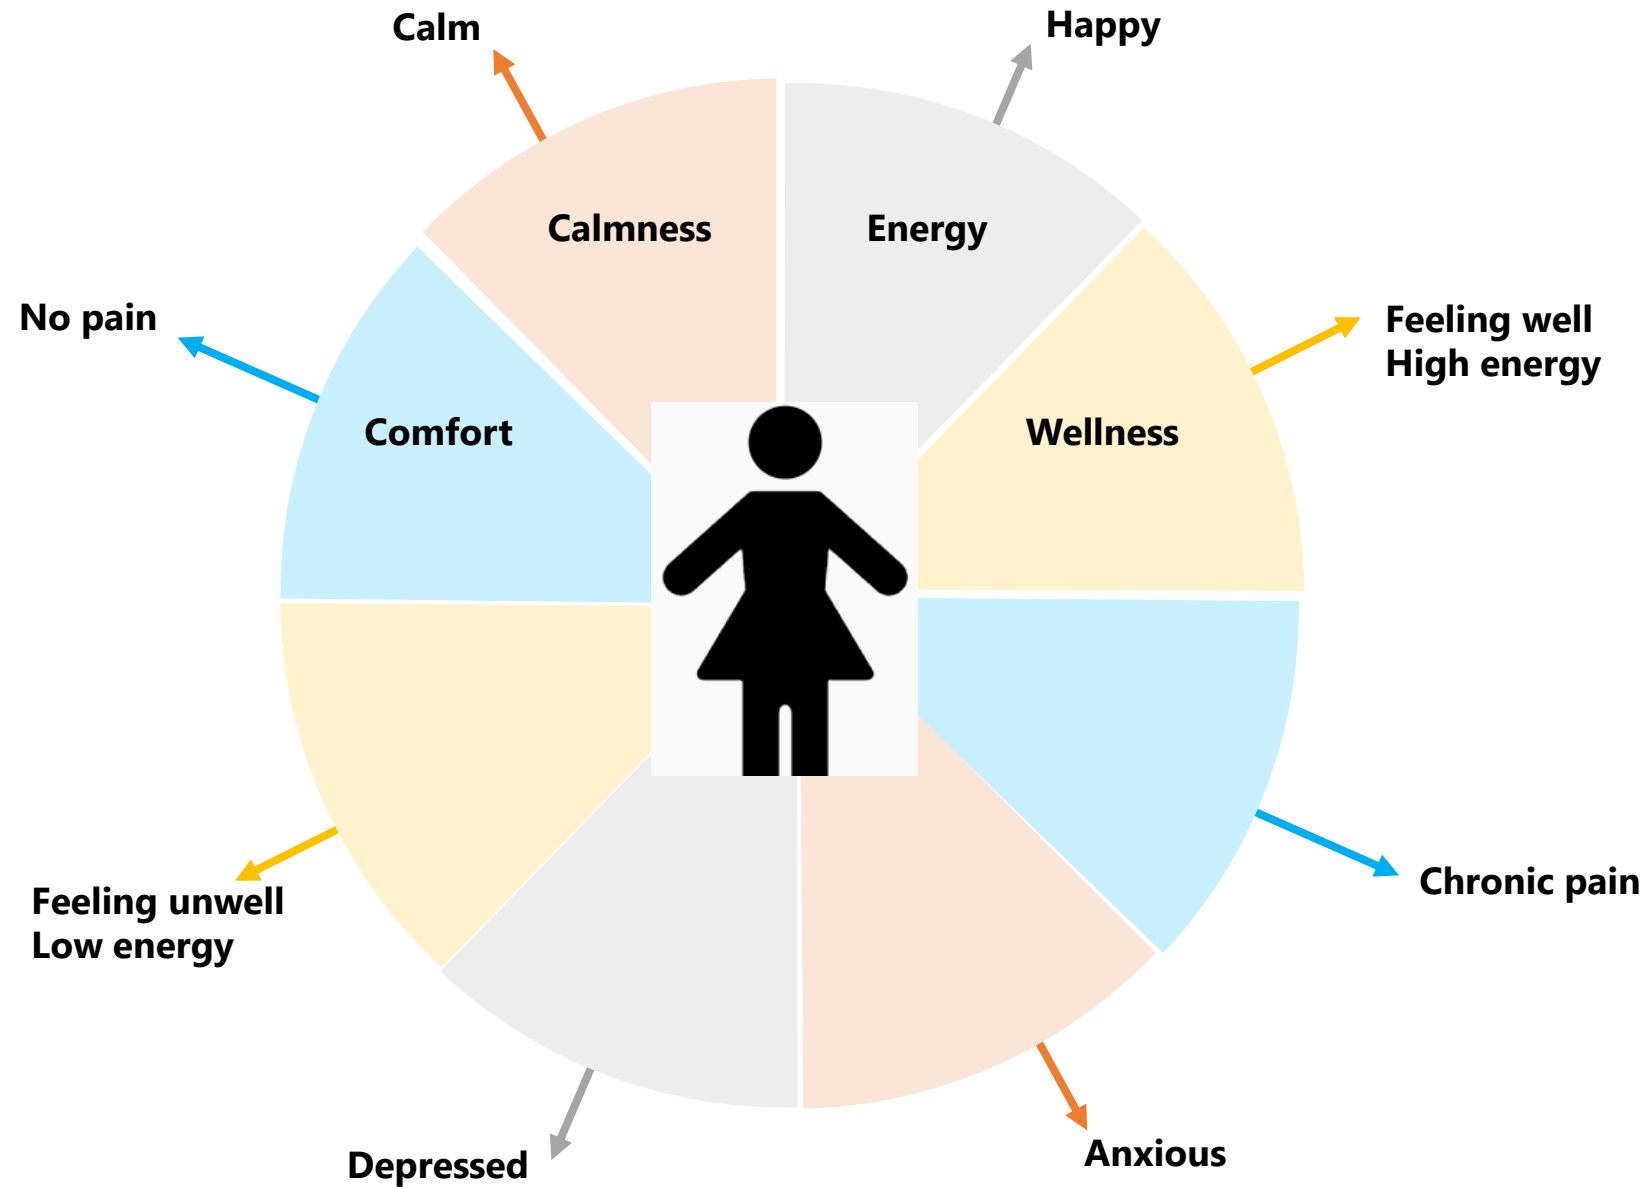 Calm
Happy
Calmness
Energy
No pain
Feeling well
High energy
Comfort
Wellness
Feeling unwell
Low energy
Chronic pain
Depressed
Anxious